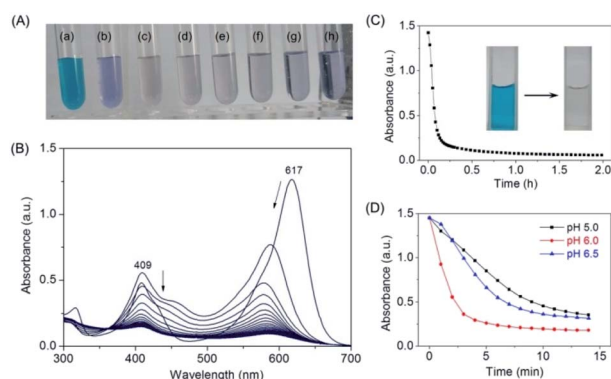 (A)
(a) (b) (c) (d) (e) (f) (g) (h)
(B)
1.5
1.0
0.5
0.0
Absorbance (a.u.)
617
409
300 400 500 600 700
Wavelength (nm)
(C)
1.5
1.0
0.5
0.0
Absorbance (a.u.)
0.0 0.5 1.0 1.5 2.0
Time (h)
(D)
1.5
1.0
0.5
0.0
Absorbance (a.u.)
pH 5.0
pH 6.0
pH 6.5
0 5 10 15
Time (min)